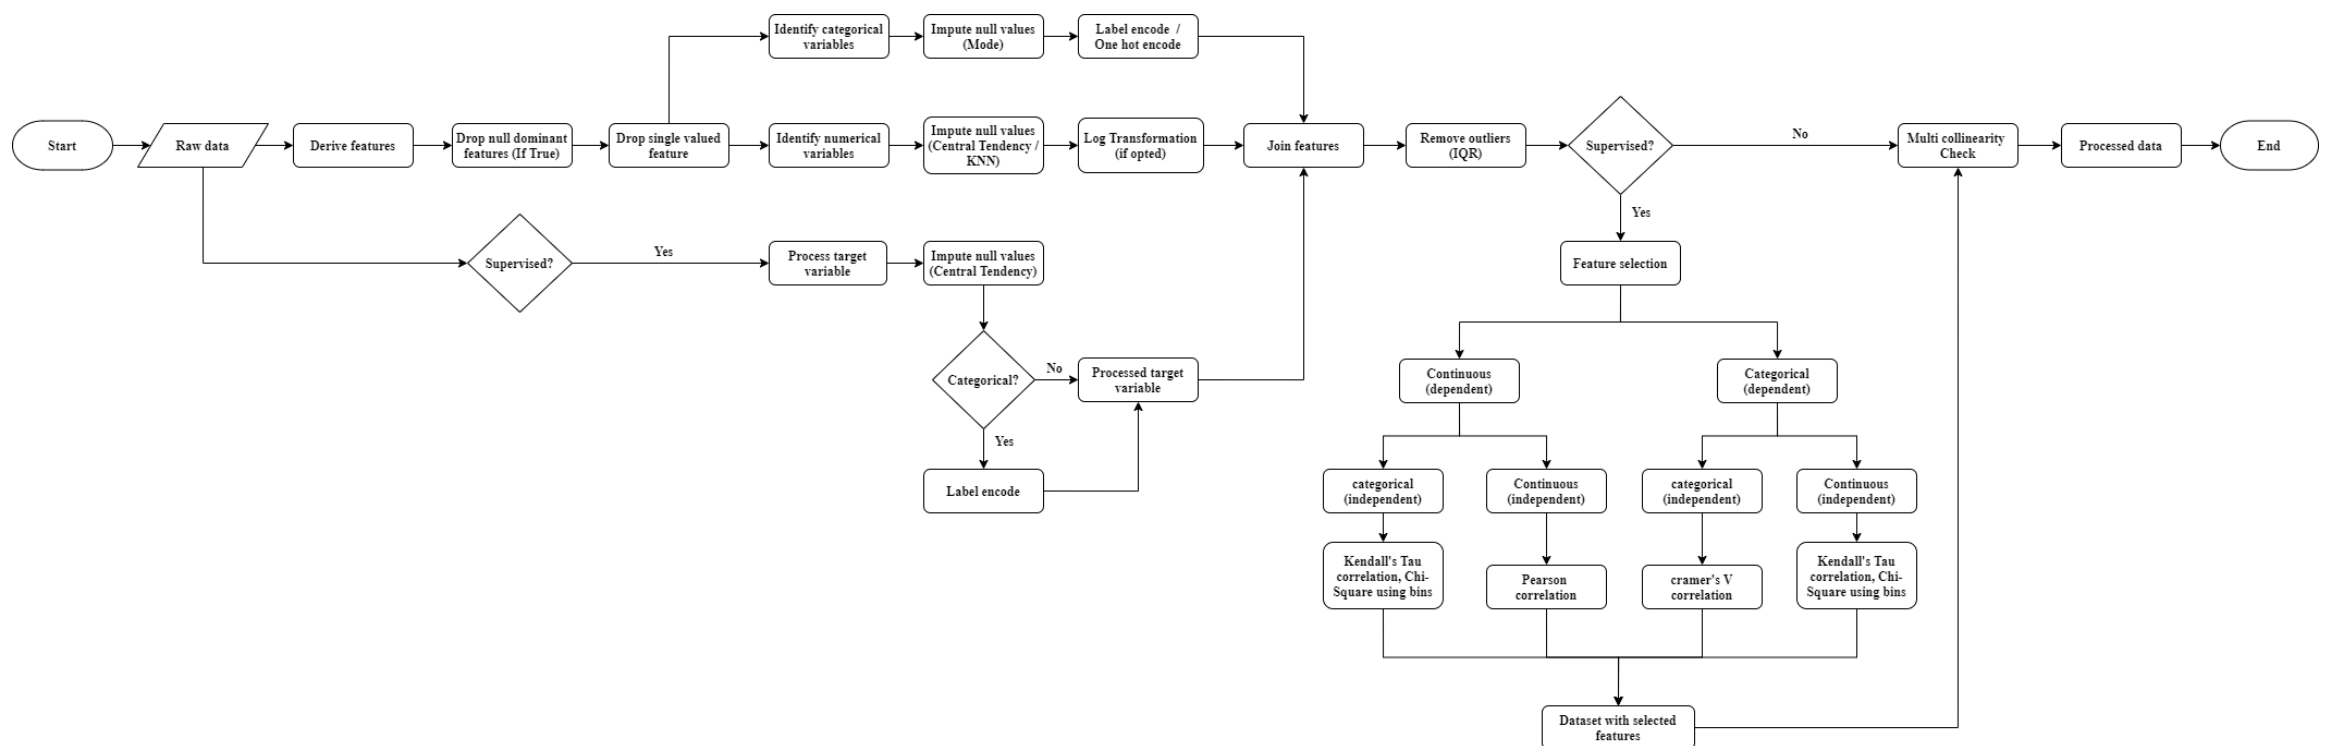 Identify categorical
variables
Impute null values
(Mode)
Label encode /
One hot encode
Start
Raw data
Derive features
Drop null dominant
features (If True)
Drop single valued
feature
Identify numerical
variables
Impute null values
(Central Tendency /
KNN)
Log Transformation
(if opted)
Join features
Remove outliers
(IQR)
Supervised?
No
Multi collinearity
Check
Processed data
End
Yes
Supervised?
Yes
Process target
variable
Impute null values
(Central Tendency)
Feature selection
Categorical?
No
Processed target
variable
Yes
Label encode
Continuous
(dependent)
Categorical
(dependent)
categorical
(independent)
Continuous
(independent)
categorical
(independent)
Continuous
(independent)
Kendall's Tau
correlation, Chi-
Square using bins
Pearson
correlation
cramer's V
correlation
Kendall's Tau
correlation, Chi-
Square using bins
Dataset with selected
features